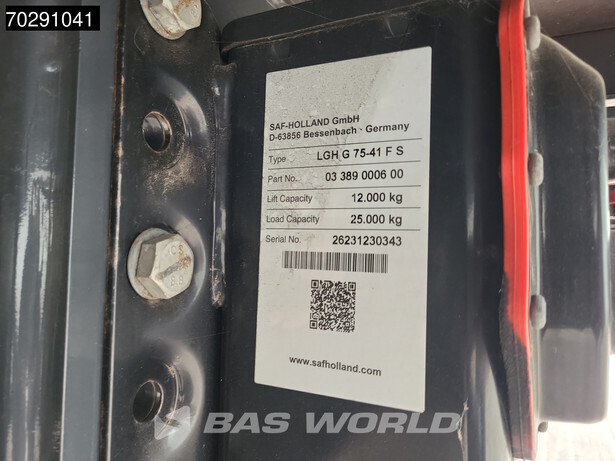 70291041
SAF-HOLLAND GmbH
D-63856 Bessenbach · Germany
Type LGH G 75-41 F S
Part No. 03 389 0006 00
Lift Capacity 12.000 kg
Load Capacity 25.000 kg
Serial No. 26231230343
www.safholland.com
BAS WORLD